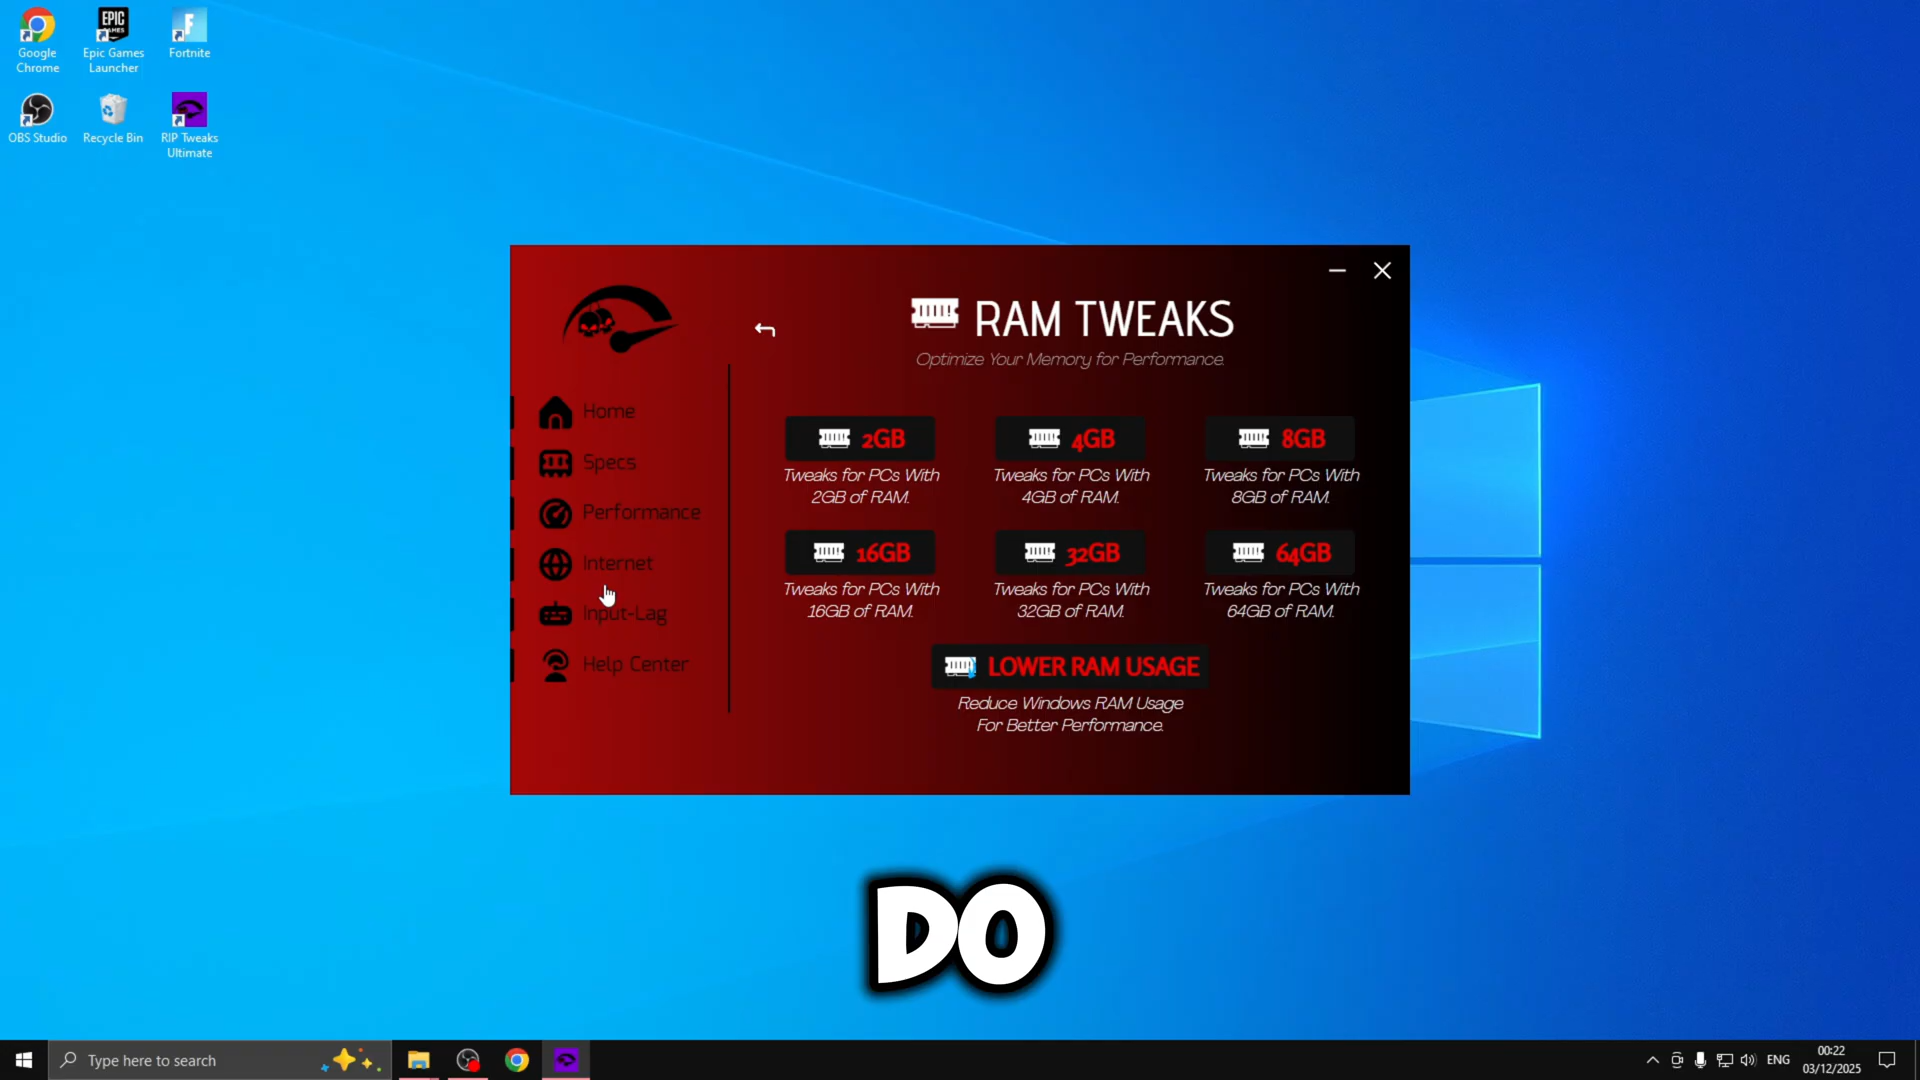 Google
Chrome
Epic Games
Launcher
Fortnite
EPIC
GAMES
OBS Studio
Recycle Bin
RIP Tweaks
Ultimate
RAM TWEAKS
Optimize Your Memory for Performance.
Home
Specs
Performance
Internet
Input-Lag
Help Center
2GB
Tweaks for PCs With
2GB of RAM.
4GB
Tweaks for PCs With
4GB of RAM.
8GB
Tweaks for PCs With
8GB of RAM.
16GB
Tweaks for PCs With
16GB of RAM.
32GB
Tweaks for PCs With
32GB of RAM.
64GB
Tweaks for PCs With
64GB of RAM.
LOWER RAM USAGE
Reduce Windows RAM Usage
For Better Performance.
DO
Type here to search
ENG
00:22
03/12/2025